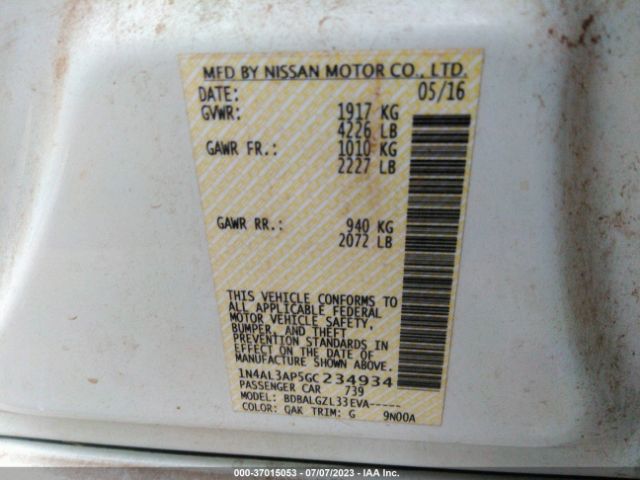 MFD BY NISSAN MOTOR CO., LTD.
DATE: 05/16
GVWR: 1917 KG
4226 LB
GAWR FR.: 1010 KG
2227 LB
GAWR RR.: 940 KG
2072 LB
THIS VEHICLE CONFORMS TO
ALL APPLICABLE FEDERAL
MOTOR VEHICLE SAFETY,
BUMPER, AND THEFT
PREVENTION STANDARDS IN
EFFECT ON THE DATE OF
MANUFACTURE SHOWN ABOVE.
1N4AL3AP5GC234934
PASSENGER CAR 739
MODEL: BDBALGZL33EVA-----
COLOR: QAK TRIM: G 9N00A
000-37015053 - 07/07/2023 - IAA Inc.